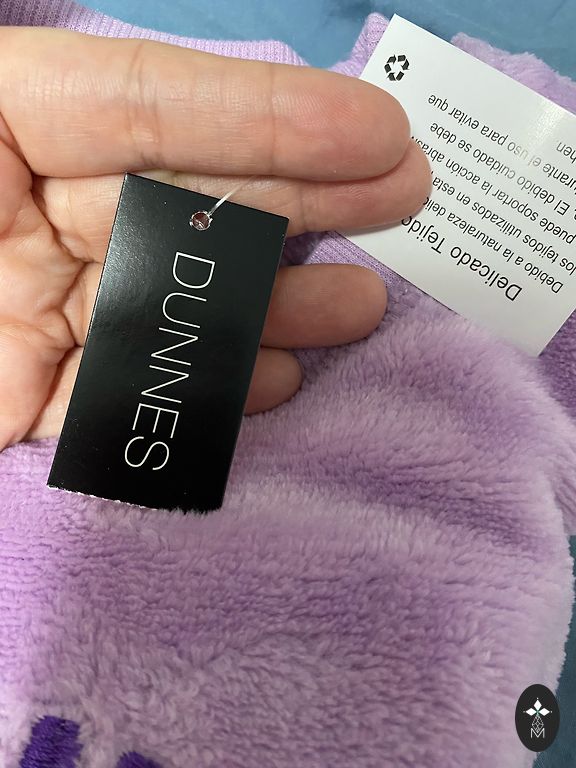 DUNNES
Delicado Tejido
Debido a la naturaleza
los tejidos utilizados en esta
puede soportar la acción
El debido cuidado se debe
el uso para evitar que
M